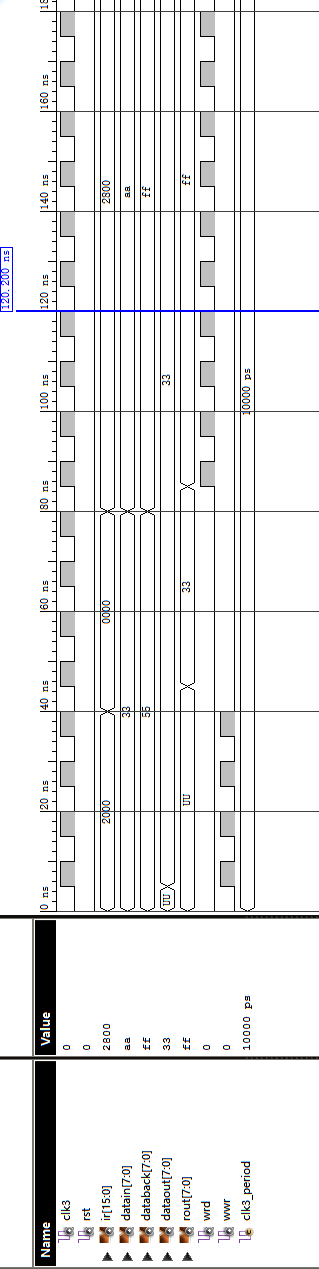 120.200 ns
Name Value 0 ns 20 ns 40 ns 60 ns 80 ns 100 ns 120 ns 140 ns 160 ns
clk3 0
rst 0
ir[15:0] 2800 2000 0000 2800
datain[7:0] aa 33 aa
databack[7:0] ff 55 ff
dataout[7:0] 33 UU 33
rout[7:0] ff UU 33 ff
wrd 0
wwr 0
clk3_period 10000 ps 10000 ps